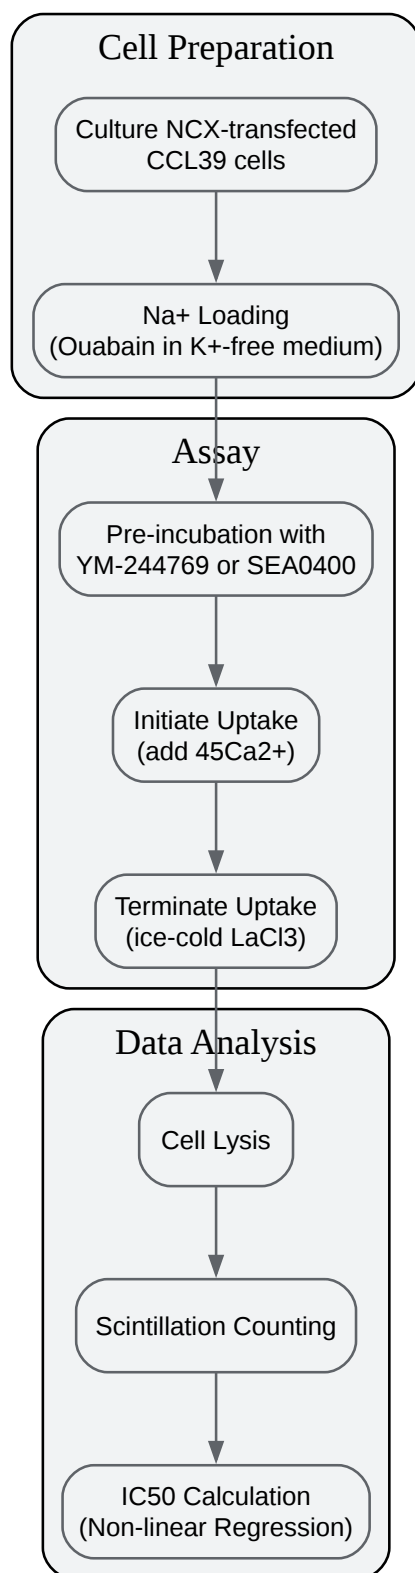 Cell Preparation
Culture NCX-transfected
CCL39 cells
Na+ Loading
(Ouabain in K+-free medium)
Assay
Pre-incubation with
YM-244769 or SEA0400
Initiate Uptake
(add 45Ca2+)
Terminate Uptake
(ice-cold LaCl3)
Data Analysis
Cell Lysis
Scintillation Counting
IC50 Calculation
(Non-linear Regression)